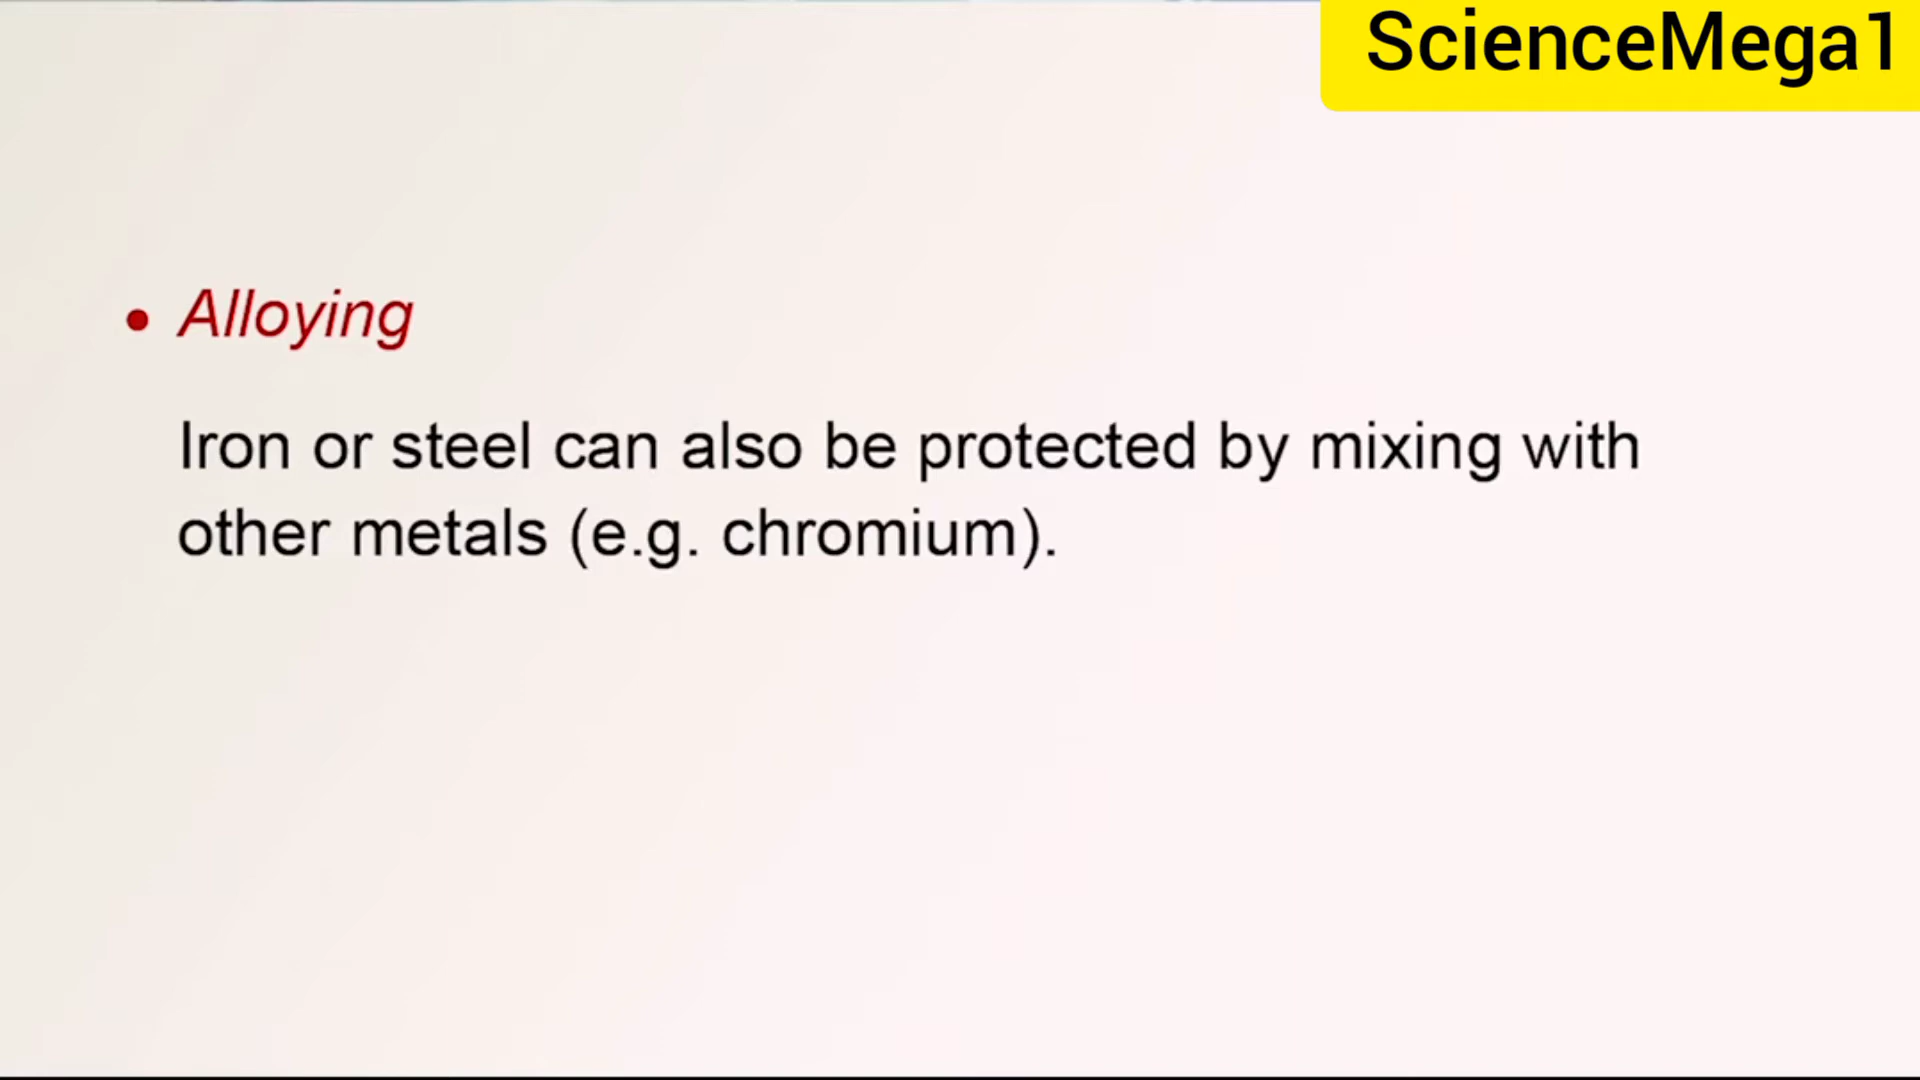 ScienceMega1
• Alloying
Iron or steel can also be protected by mixing with
other metals (e.g. chromium).